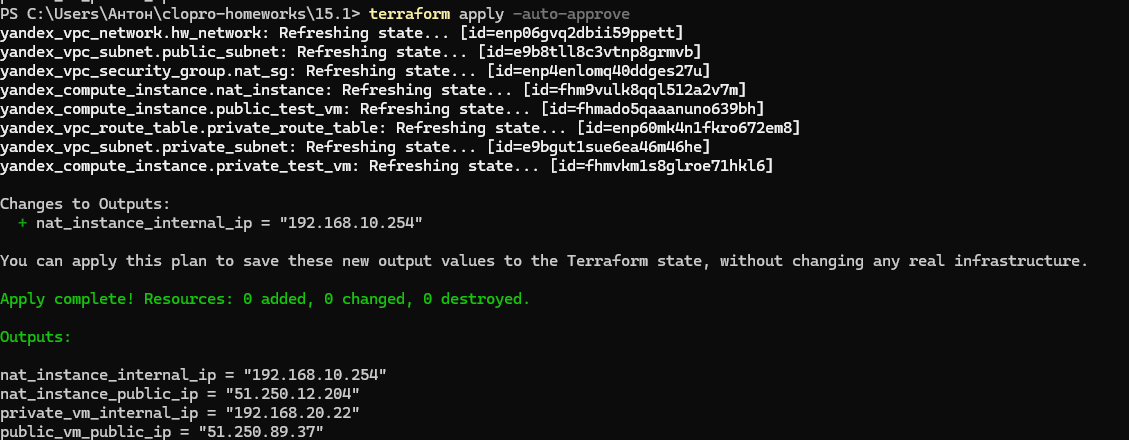 PS C:\Users\Антон\clopro-homeworks\15.1> terraform apply -auto-approve
yandex_vpc_network.hw_network: Refreshing state... [id=enp06gvq2dbii59ppett]
yandex_vpc_subnet.public_subnet: Refreshing state... [id=e9b8tll8c3vtnp8grmvb]
yandex_vpc_security_group.nat_sg: Refreshing state... [id=enp4enlomq40ddges27u]
yandex_compute_instance.nat_instance: Refreshing state... [id=fhm9vulk8qql512a2v7m]
yandex_compute_instance.public_test_vm: Refreshing state... [id=fhmado5qaaanuno639bh]
yandex_vpc_route_table.private_route_table: Refreshing state... [id=enp60mk4n1fkro672em8]
yandex_vpc_subnet.private_subnet: Refreshing state... [id=e9bgut1sue6ea46m46he]
yandex_compute_instance.private_test_vm: Refreshing state... [id=fhmvkm1s8glroe71hkl6]
Changes to Outputs:
+ nat_instance_internal_ip = "192.168.10.254"
You can apply this plan to save these new output values to the Terraform state, without changing any real infrastructure.
Apply complete! Resources: 0 added, 0 changed, 0 destroyed.
Outputs:
nat_instance_internal_ip = "192.168.10.254"
nat_instance_public_ip = "51.250.12.204"
private_vm_internal_ip = "192.168.20.22"
public_vm_public_ip = "51.250.89.37"